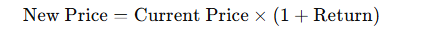 New Price = Current Price × (1 + Return)